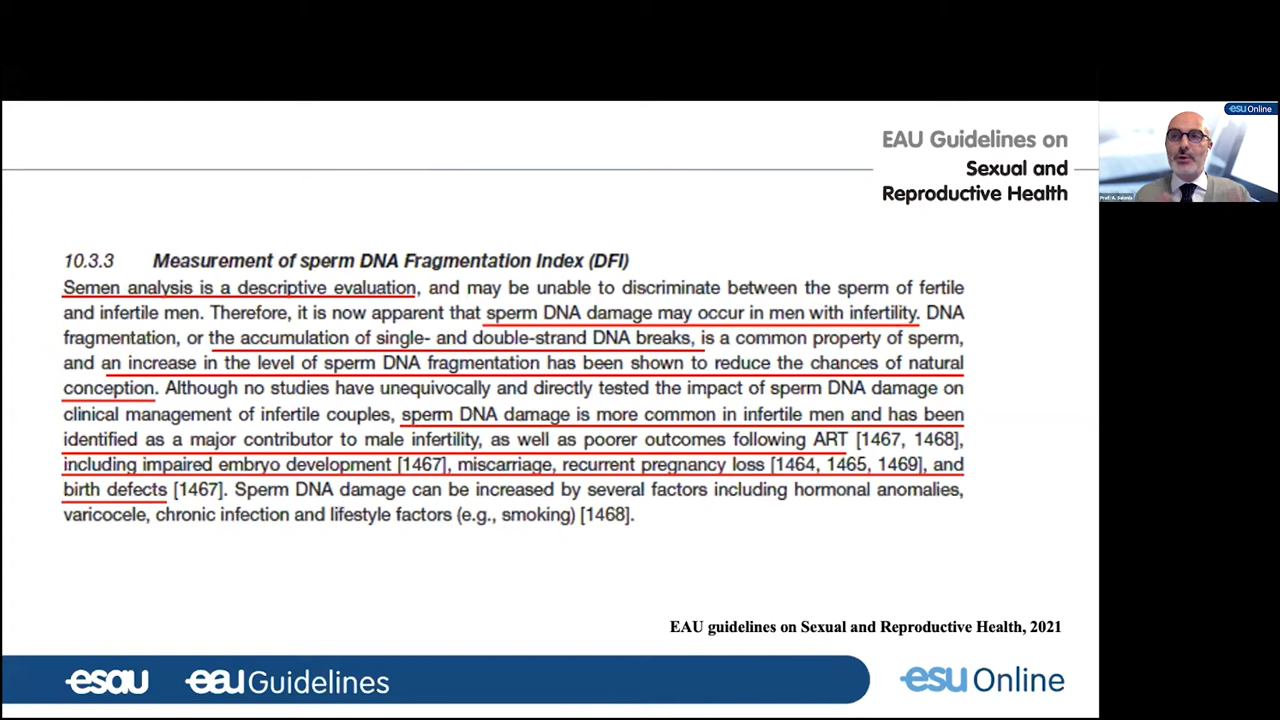 esu Online
EAU Guidelines on
Sexual and
Reproductive Health
Prof. A. Salonia
10.3.3 Measurement of sperm DNA Fragmentation Index (DFI)
Semen analysis is a descriptive evaluation, and may be unable to discriminate between the sperm of fertile
and infertile men. Therefore, it is now apparent that sperm DNA damage may occur in men with infertility. DNA
fragmentation, or the accumulation of single- and double-strand DNA breaks, is a common property of sperm,
and an increase in the level of sperm DNA fragmentation has been shown to reduce the chances of natural
conception. Although no studies have unequivocally and directly tested the impact of sperm DNA damage on
clinical management of infertile couples, sperm DNA damage is more common in infertile men and has been
identified as a major contributor to male infertility, as well as poorer outcomes following ART [1467, 1468],
including impaired embryo development [1467], miscarriage, recurrent pregnancy loss [1464, 1465, 1469], and
birth defects [1467]. Sperm DNA damage can be increased by several factors including hormonal anomalies,
varicocele, chronic infection and lifestyle factors (e.g., smoking) [1468].
EAU guidelines on Sexual and Reproductive Health, 2021
esau eau Guidelines esu Online